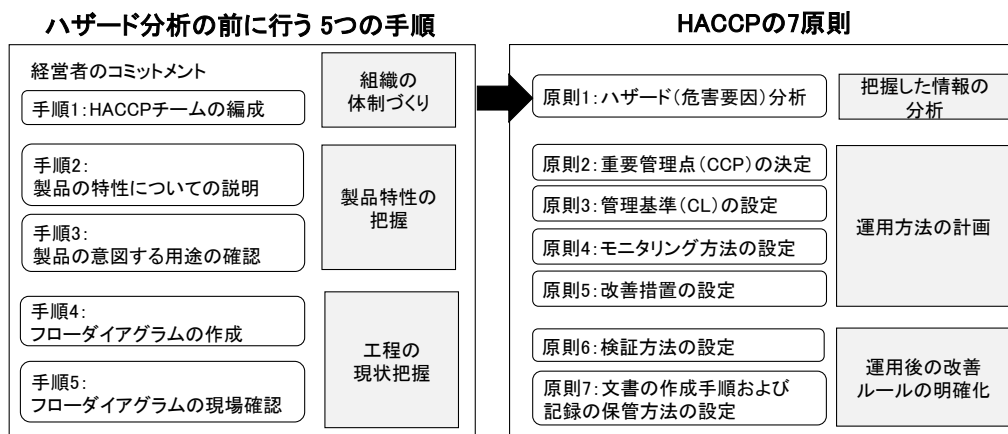 ハザード分析の前に行う 5つの手順
経営者のコミットメント
手順1:HACCPチームの編成
組織の
体制づくり
手順2:
製品の特性についての説明
手順3:
製品の意図する用途の確認
製品特性の
把握
手順4:
フローダイアグラムの作成
手順5:
フローダイアグラムの現場確認
工程の
現状把握
HACCPの7原則
原則1:ハザード(危害要因)分析
把握した情報の
分析
原則2:重要管理点(CCP)の決定
原則3:管理基準(CL)の設定
原則4:モニタリング方法の設定
原則5:改善措置の設定
運用方法の計画
原則6:検証方法の設定
原則7:文書の作成手順および
記録の保管方法の設定
運用後の改善
ルールの明確化